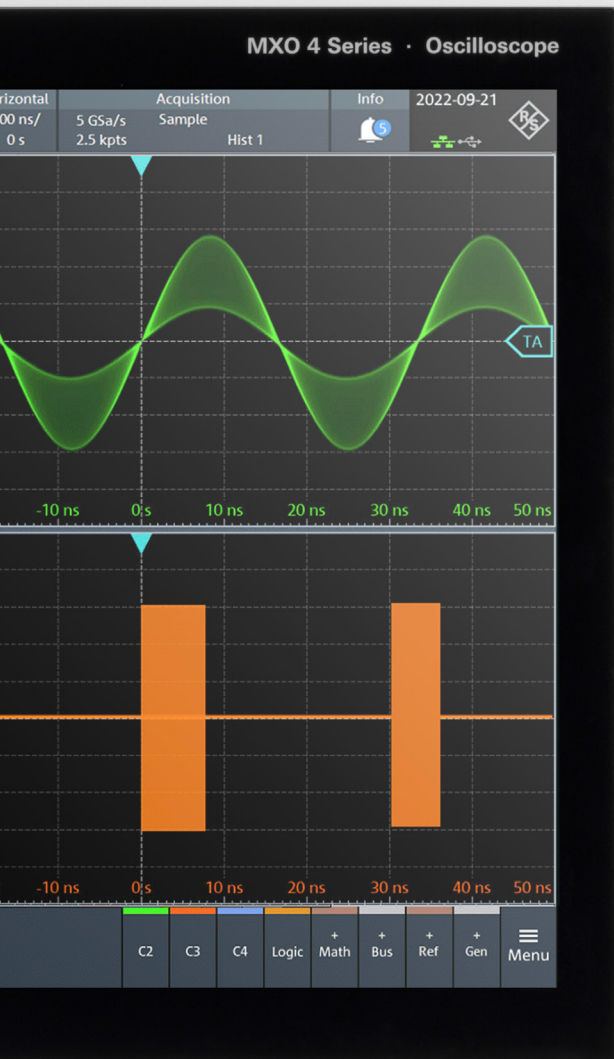 MXO 4 Series · Oscilloscope
rizontal
Acquisition
Info
2022-09-21
00 ns/
5 GSa/s
Sample
5
R&S
0 s
2.5 kpts
Hist 1
TA
-10 ns
0 s
10 ns
20 ns
30 ns
40 ns
50 ns
-10 ns
0 s
10 ns
20 ns
30 ns
40 ns
50 ns
C2
C3
C4
Logic
+
Math
+
Bus
+
Ref
+
Gen
Menu